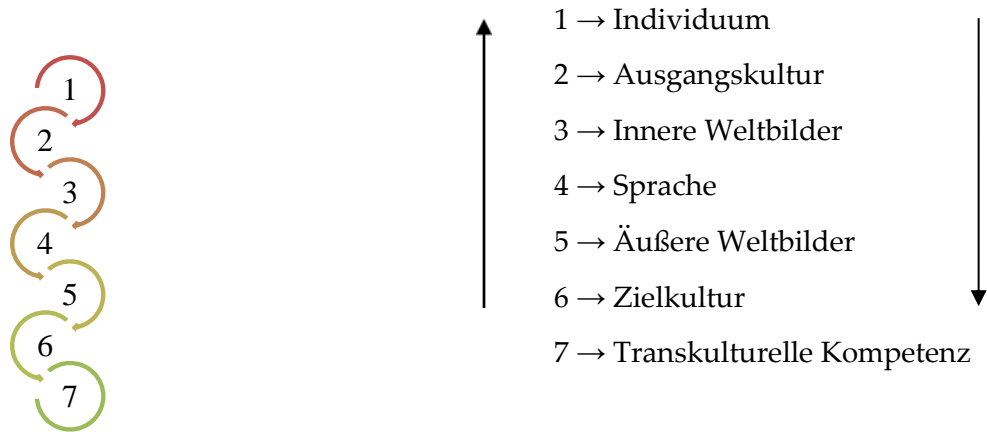 1
2
3
4
5
6
7
1 → Individuum
2 → Ausgangskultur
3 → Innere Weltbilder
4 → Sprache
5 → Äußere Weltbilder
6 → Zielkultur
7 → Transkulturelle Kompetenz